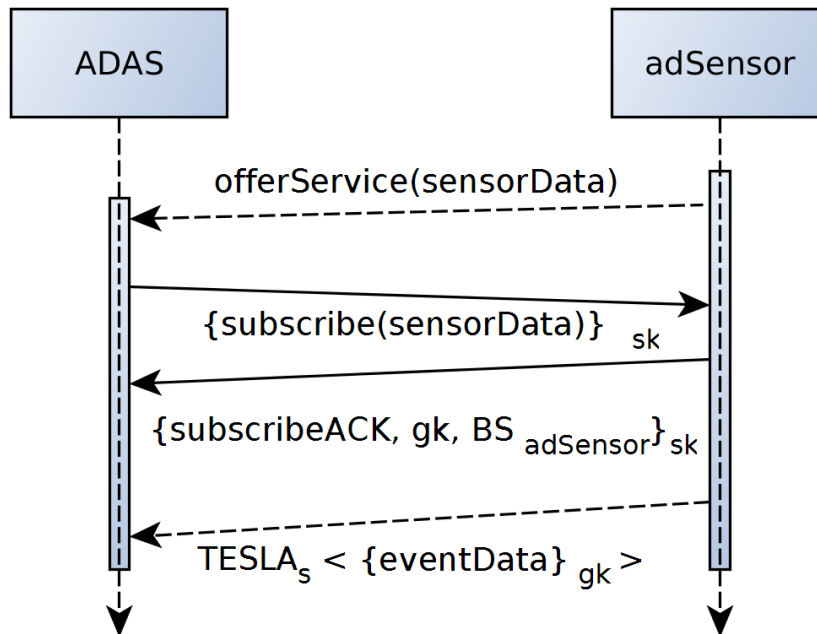 ADAS
adSensor
offerService(sensorData)
{subscribe(sensorData)} sk
{subscribeACK, gk, BS adSensor}sk
TESLAs < {eventData} gk >